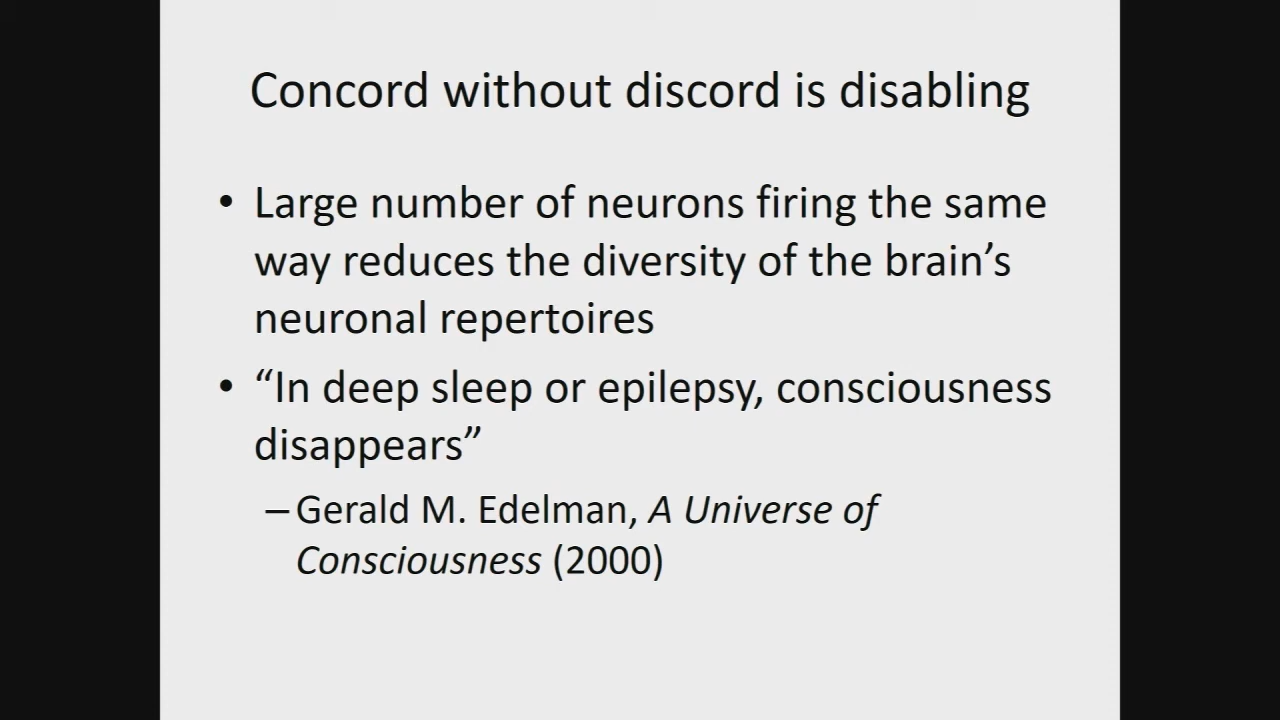 Concord without discord is disabling
• Large number of neurons firing the same
way reduces the diversity of the brain’s
neuronal repertoires
• “In deep sleep or epilepsy, consciousness
disappears”
– Gerald M. Edelman, A Universe of
Consciousness (2000)